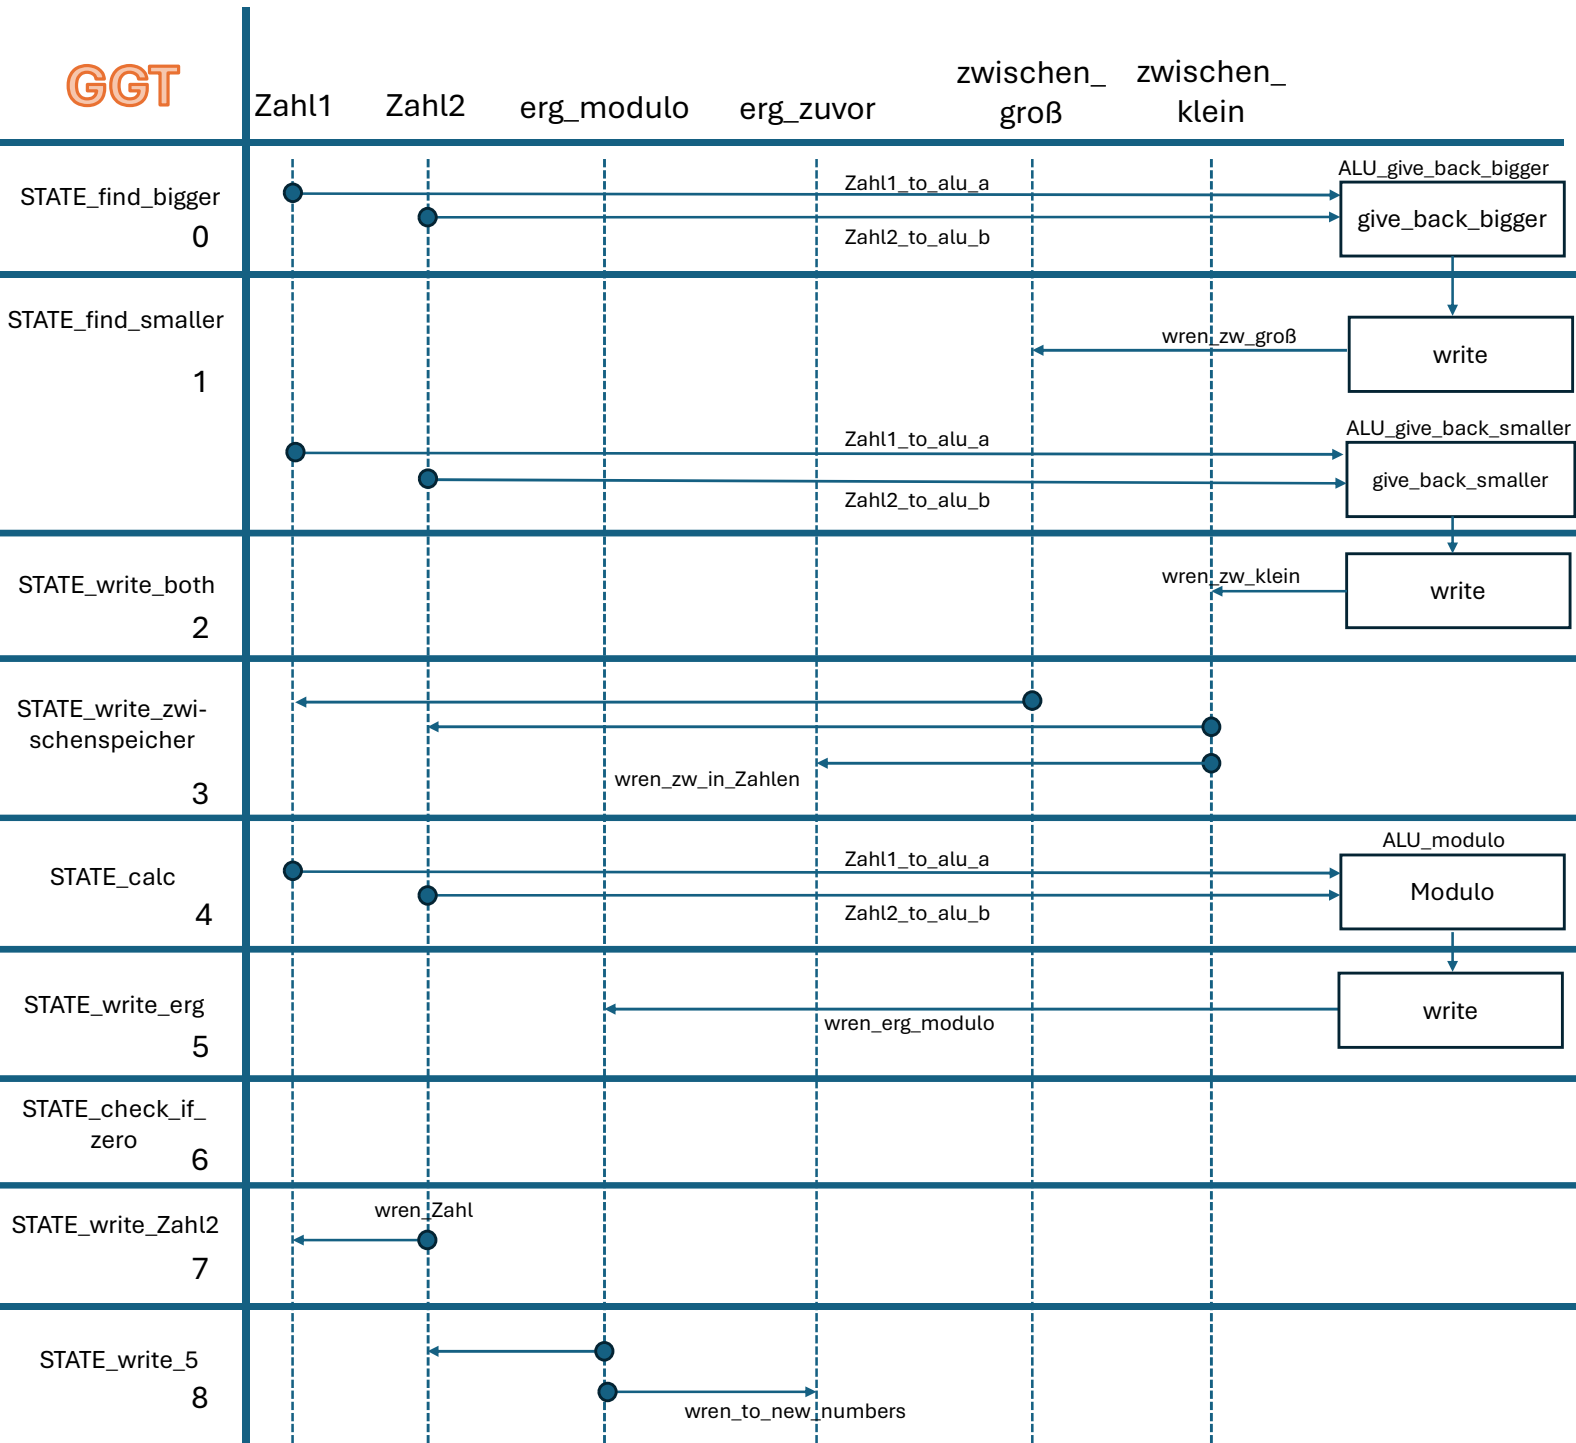 GGT
Zahl1
Zahl2
erg_modulo
erg_zuvor
zwischen_
groß
zwischen_
klein
STATE_find_bigger
0
Zahl1_to_alu_a
Zahl2_to_alu_b
ALU_give_back_bigger
give_back_bigger
STATE_find_smaller
1
wren_zw_groß
write
Zahl1_to_alu_a
Zahl2_to_alu_b
ALU_give_back_smaller
give_back_smaller
STATE_write_both
2
wren_zw_klein
write
STATE_write_zwi-
schenspeicher
3
wren_zw_in_Zahlen
STATE_calc
4
Zahl1_to_alu_a
Zahl2_to_alu_b
ALU_modulo
Modulo
STATE_write_erg
5
wren_erg_modulo
write
STATE_check_if_
zero
6
STATE_write_Zahl2
7
wren_Zahl
STATE_write_5
8
wren_to_new_numbers